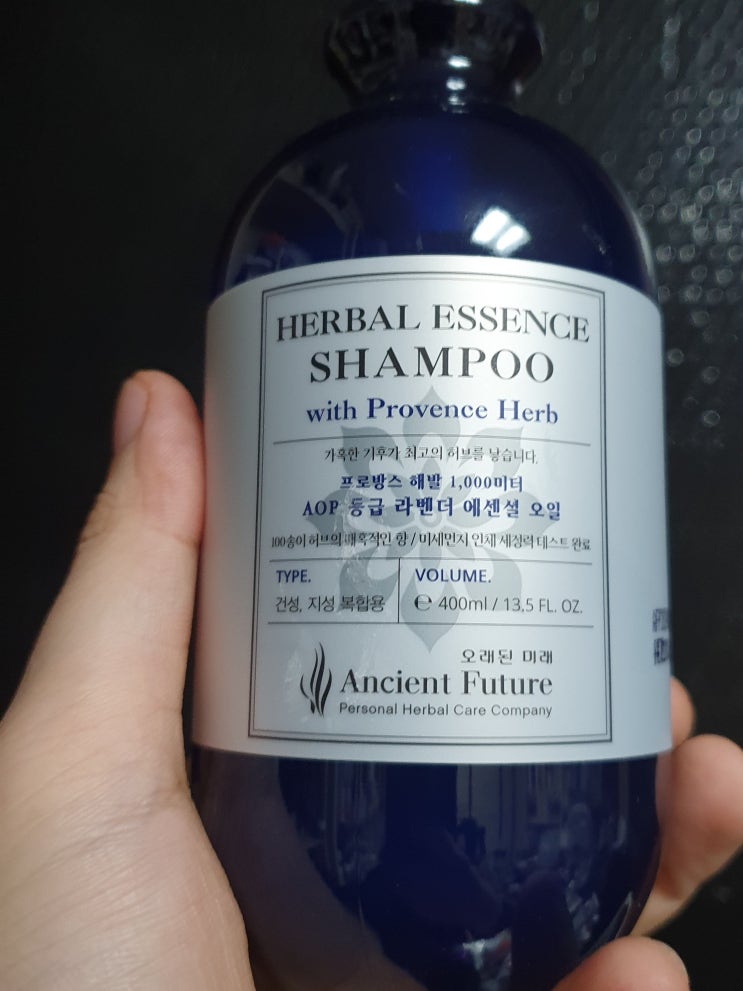 HERBAL ESSENCE
SHAMPOO
with Provence Herb
가혹한 기후가 최고의 허브를 낳습니다.
프로방스 해발 1,000미터
AOP 등급 라벤더 에센셜 오일
100송이 허브의 매혹적인 향 / 미세먼지 인체 세정력 테스트 완료
TYPE.
건성, 지성 복합용
VOLUME.
℮ 400ml / 13.5 FL. OZ.
오래된 미래
Ancient Future
Personal Herbal Care Company